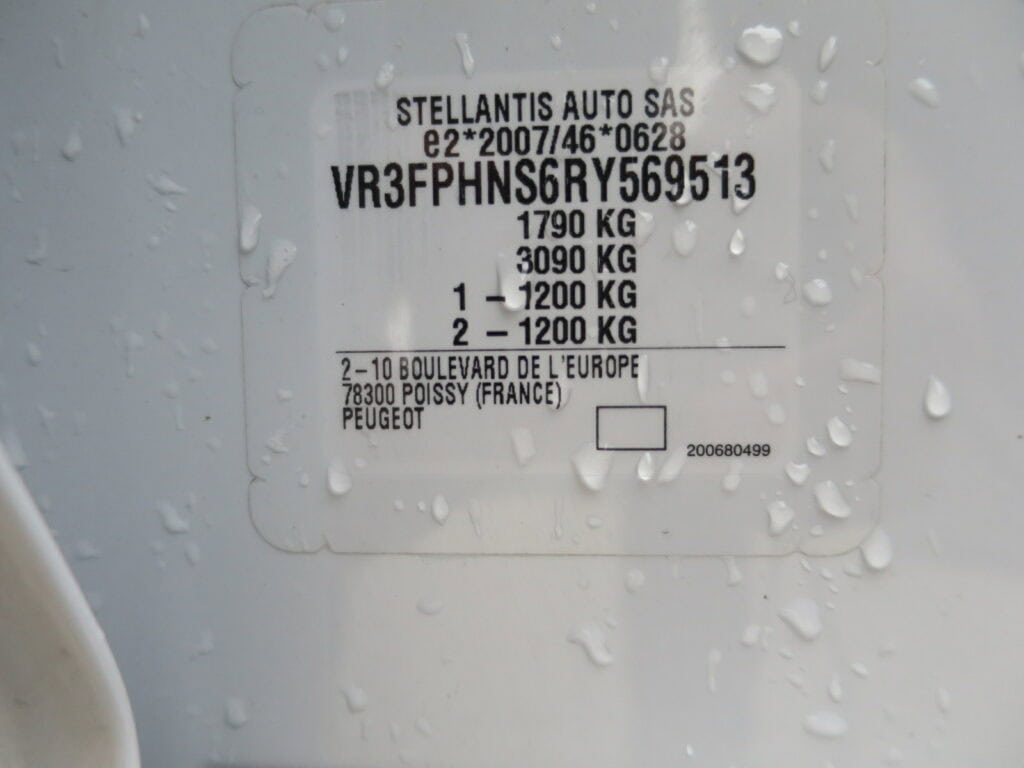 STELLANTIS AUTO SAS
e2*2007/46*0628
VR3FPHNS6RY569513
1790 KG
3090 KG
1 - 1200 KG
2 - 1200 KG
2-10 BOULEVARD DE L'EUROPE
78300 POISSY (FRANCE)
PEUGEOT
200680499